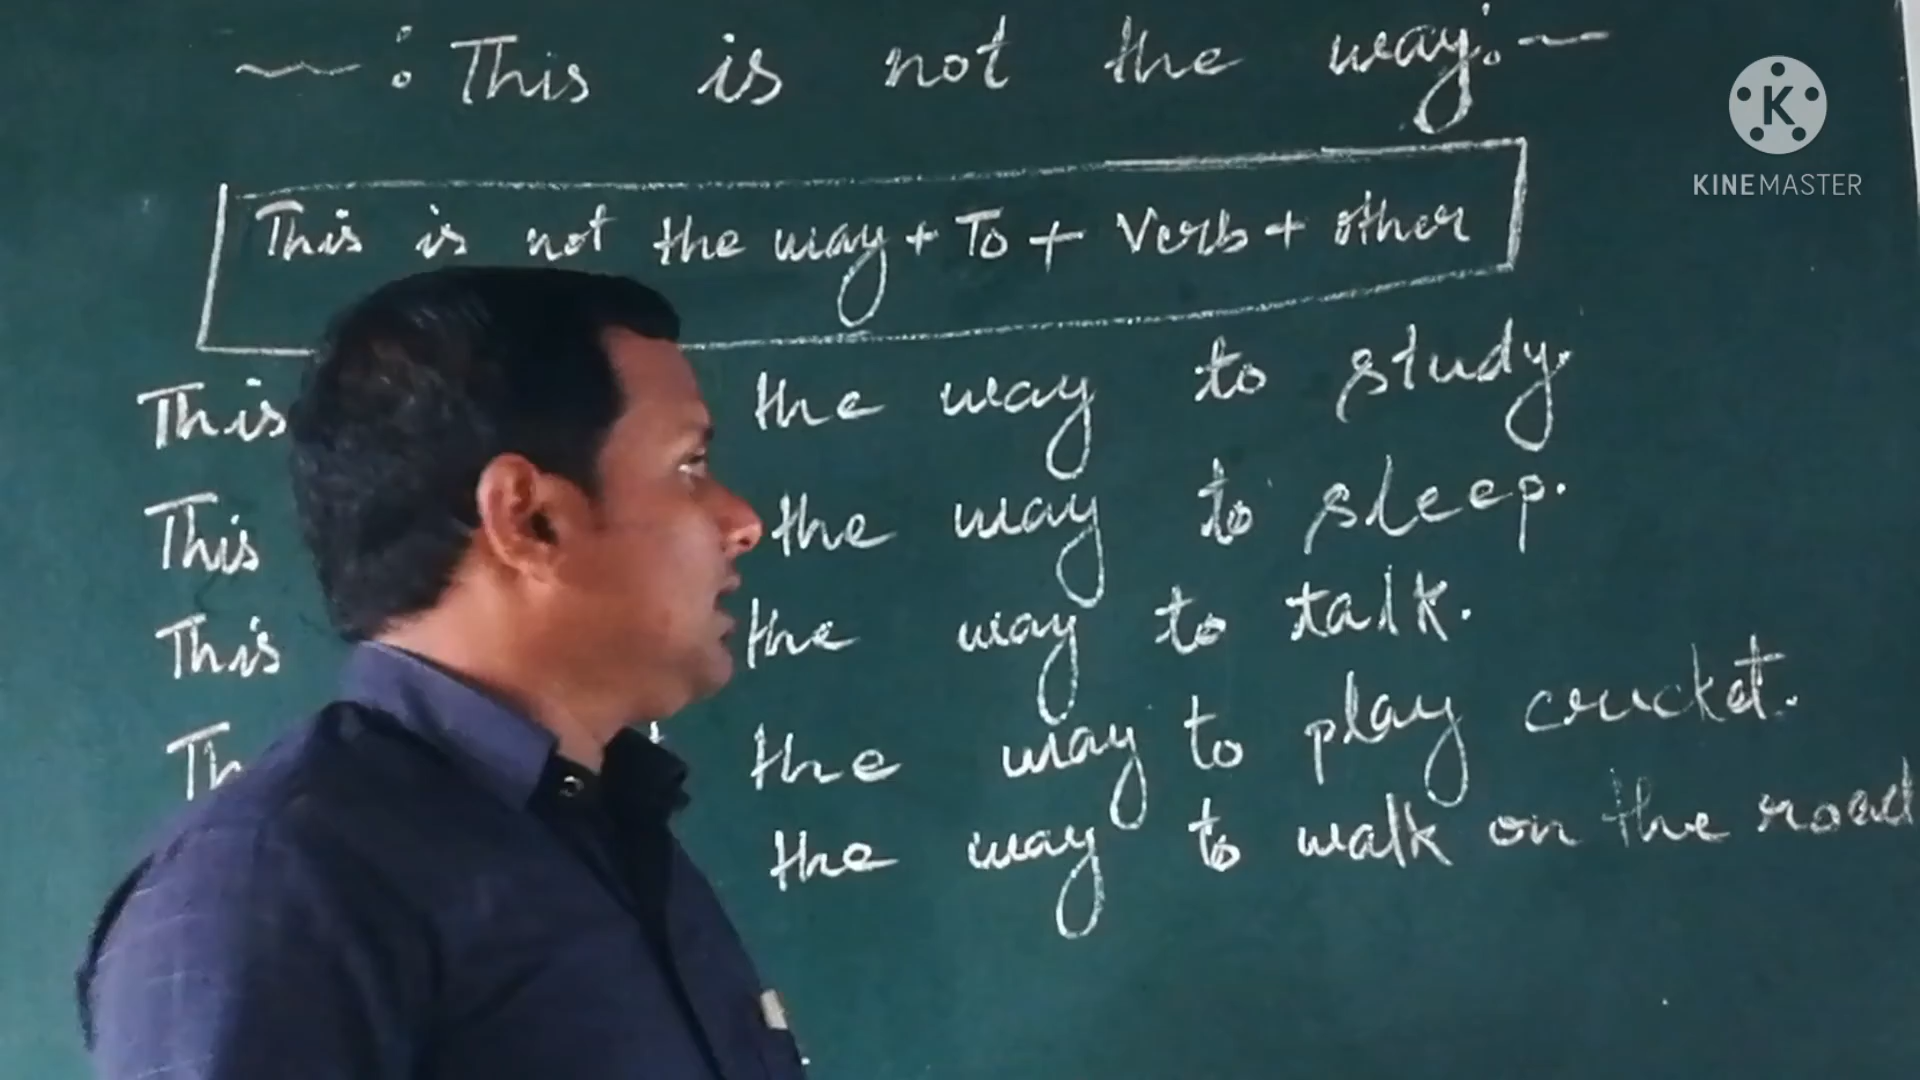 ~: This is not the way:~
This is not the way + To + Verb + other
This the way to study.
This the way to sleep.
This the way to talk.
Th t the way to play cricket.
the way to walk on the road
K
KINEMASTER